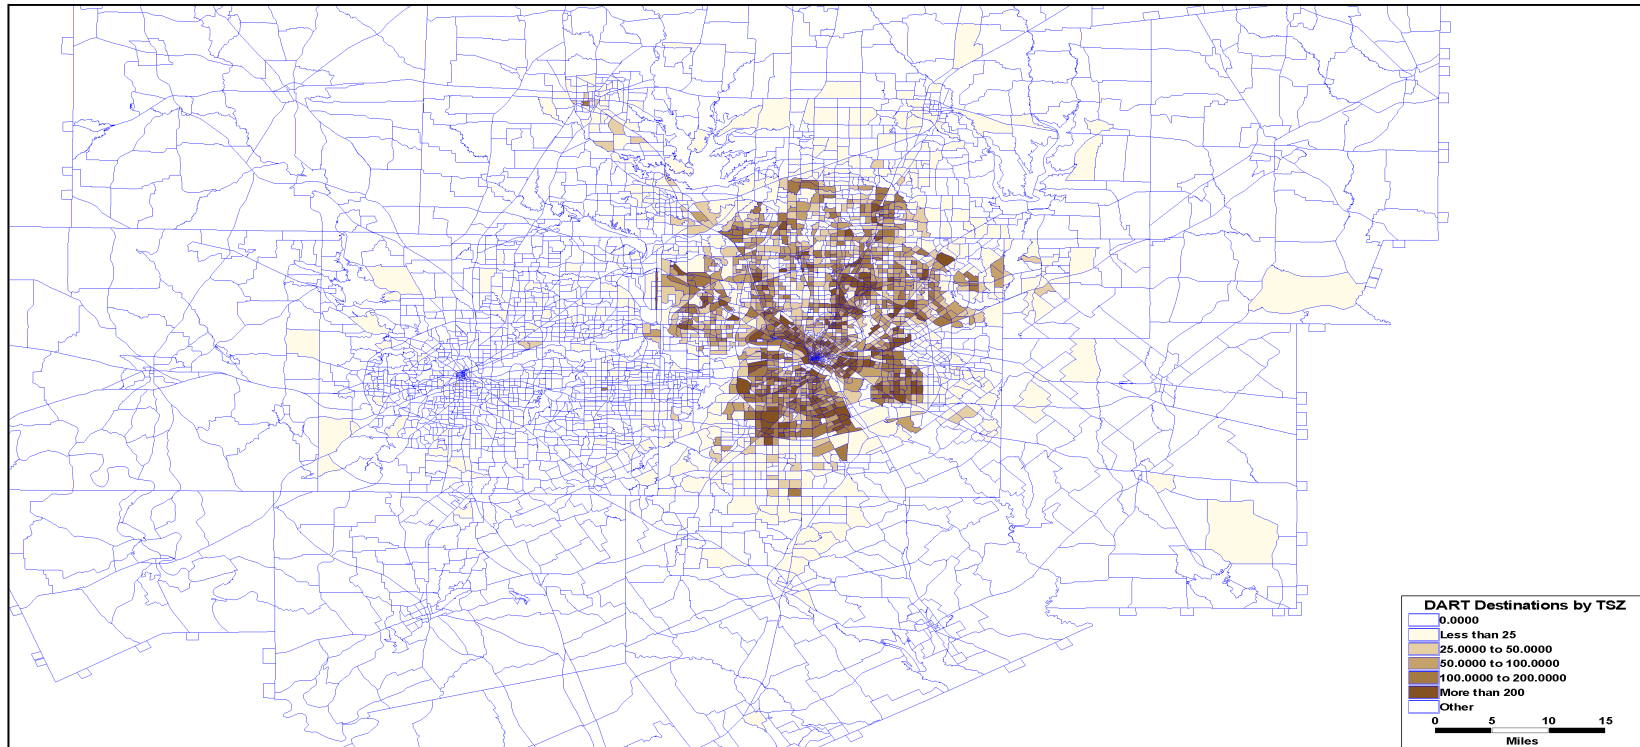 DART Destinations by TSZ
0.0000
Less than 25
25.0000 to 50.0000
50.0000 to 100.0000
100.0000 to 200.0000
More than 200
Other
0 5 10 15
Miles